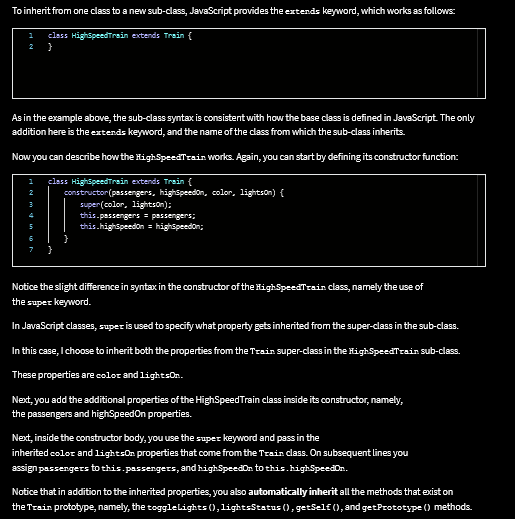 To inherit from one class to a new sub-class, JavaScript provides the extends keyword, which works as follows:
1 class HighSpeedTrain extends Train {
2 }
As in the example above, the sub-class syntax is consistent with how the base class is defined in JavaScript. The only
addition here is the extends keyword, and the name of the class from which the sub-class inherits.
Now you can describe how the HighSpeedTrain works. Again, you can start by defining its constructor function:
1 class HighSpeedTrain extends Train {
2 constructor(passengers, highSpeedOn, color, lightsOn) {
3 super(color, lightsOn);
4 this.passengers = passengers;
5 this.highSpeedOn = highSpeedOn;
6 }
7 }
Notice the slight difference in syntax in the constructor of the HighSpeedTrain class, namely the use of
the super keyword.
In JavaScript classes, super is used to specify what property gets inherited from the super-class in the sub-class.
In this case, I choose to inherit both the properties from the Train super-class in the HighSpeedTrain sub-class.
These properties are color and lightsOn.
Next, you add the additional properties of the HighSpeedTrain class inside its constructor, namely,
the passengers and highSpeedOn properties.
Next, inside the constructor body, you use the super keyword and pass in the
inherited color and lightsOn properties that come from the Train class. On subsequent lines you
assign passengers to this.passengers, and highSpeedOn to this.highSpeedOn.
Notice that in addition to the inherited properties, you also automatically inherit all the methods that exist on
the Train prototype, namely, the toggleLights(), lightsStatus(), getSelf(), and getPrototype() methods.